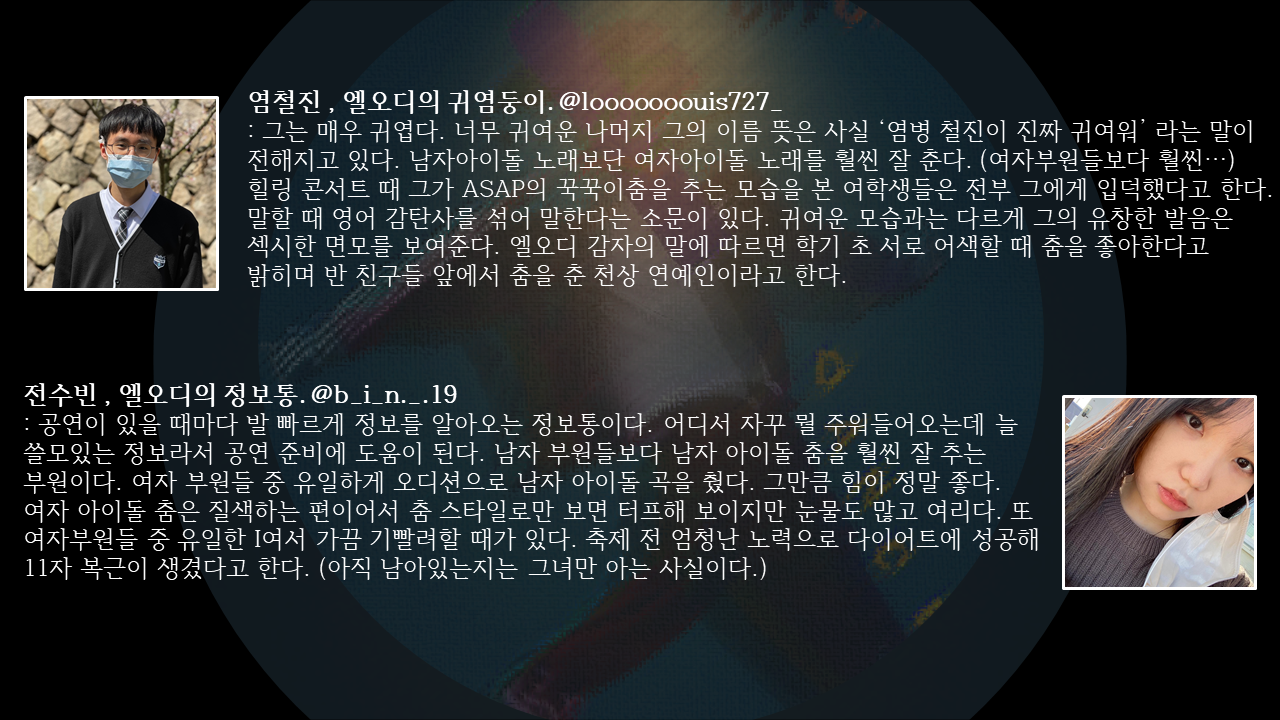 염철진 , 엘오디의 귀염둥이. @looooooouis727_
: 그는 매우 귀엽다. 너무 귀여운 나머지 그의 이름 뜻은 사실 ‘염병 철진이 진짜 귀여워’ 라는 말이
전해지고 있다. 남자아이돌 노래보단 여자아이돌 노래를 훨씬 잘 춘다. (여자부원들보다 훨씬…)
힐링 콘서트 때 그가 ASAP의 꾹꾹이춤을 추는 모습을 본 여학생들은 전부 그에게 입덕했다고 한다.
말할 때 영어 감탄사를 섞어 말한다는 소문이 있다. 귀여운 모습과는 다르게 그의 유창한 발음은
섹시한 면모를 보여준다. 엘오디 감자의 말에 따르면 학기 초 서로 어색할 때 춤을 좋아한다고
밝히며 반 친구들 앞에서 춤을 춘 천상 연예인이라고 한다.
전수빈 , 엘오디의 정보통. @b_i_n._.19
: 공연이 있을 때마다 발 빠르게 정보를 알아오는 정보통이다. 어디서 자꾸 뭘 주워들어오는데 늘
쓸모있는 정보라서 공연 준비에 도움이 된다. 남자 부원들보다 남자 아이돌 춤을 훨씬 잘 추는
부원이다. 여자 부원들 중 유일하게 오디션으로 남자 아이돌 곡을 췄다. 그만큼 힘이 정말 좋다.
여자 아이돌 춤은 질색하는 편이어서 춤 스타일로만 보면 터프해 보이지만 눈물도 많고 여리다. 또
여자부원들 중 유일한 I여서 가끔 기빨려할 때가 있다. 축제 전 엄청난 노력으로 다이어트에 성공해
11자 복근이 생겼다고 한다. (아직 남아있는지는 그녀만 아는 사실이다.)